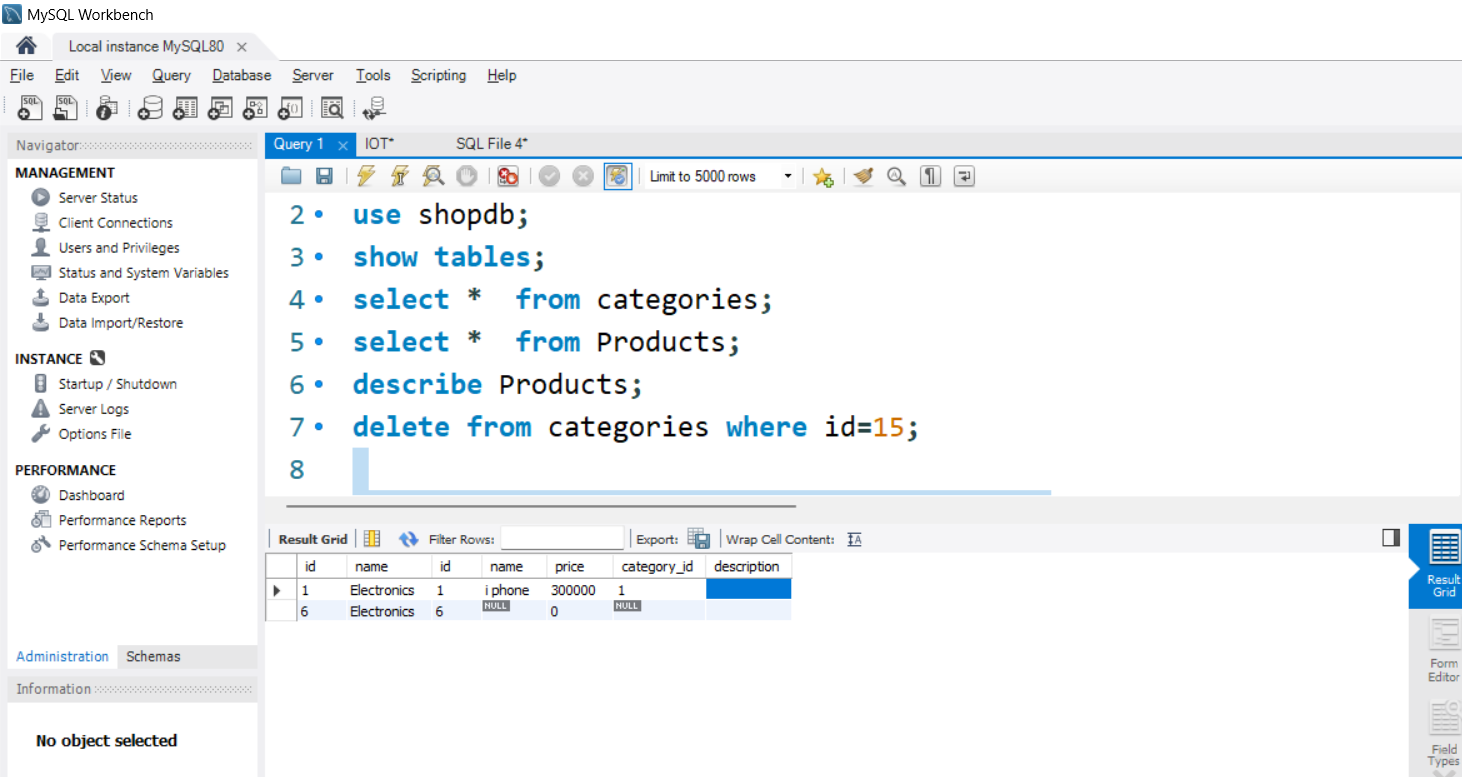 MySQL Workbench
Local instance MySQL80
File Edit View Query Database Server Tools Scripting Help
SQL SQL
Navigator
Query 1 IOT* SQL File 4*
MANAGEMENT
Server Status
Client Connections
Users and Privileges
Status and System Variables
Data Export
Data Import/Restore
INSTANCE
Startup / Shutdown
Server Logs
Options File
PERFORMANCE
Dashboard
Performance Reports
Performance Schema Setup
Administration Schemas
Information
No object selected
Limit to 5000 rows
2 use shopdb;
3 show tables;
4 select *  from categories;
5 select *  from Products;
6 describe Products;
7 delete from categories where id=15;
8
Result Grid Filter Rows: Export: Wrap Cell Content:
id name id name price category_id description
1 Electronics 1 i phone 300000 1
6 Electronics 6 NULL 0 NULL
Result
Grid
Form
Editor
Field
Types